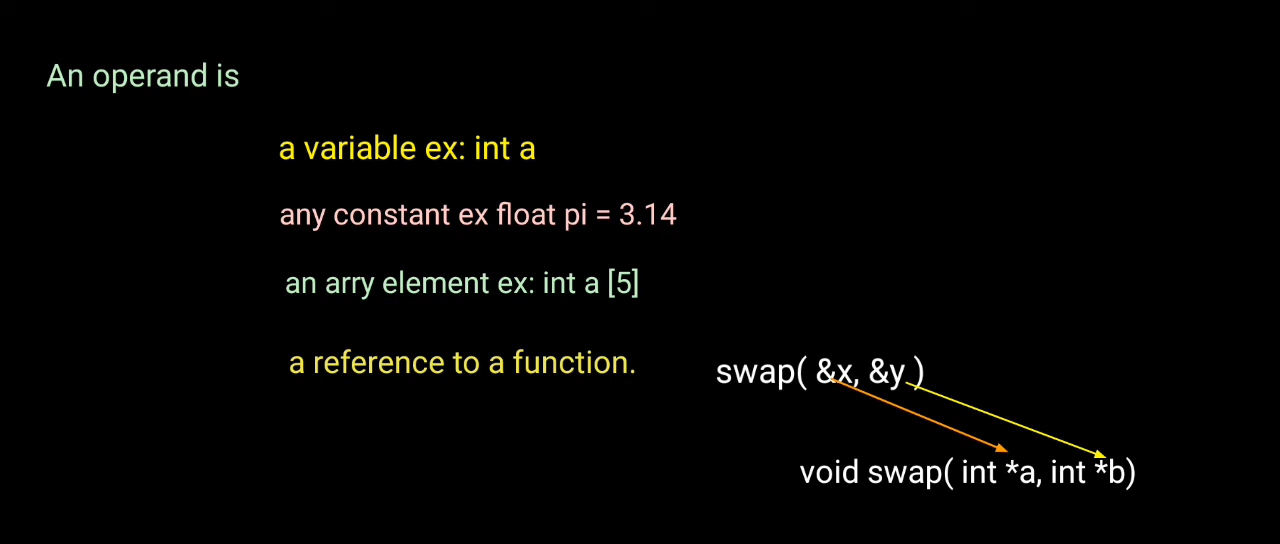 An operand is
a variable ex: int a
any constant ex float pi = 3.14
an arry element ex: int a [5]
a reference to a function.
swap( &x, &y )
void swap( int *a, int *b)